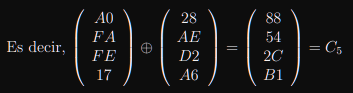 Es decir, ( A0 FA FE 17 ) ⊕ ( 28 AE D2 A6 ) = ( 88 54 2C B1 ) = C₅